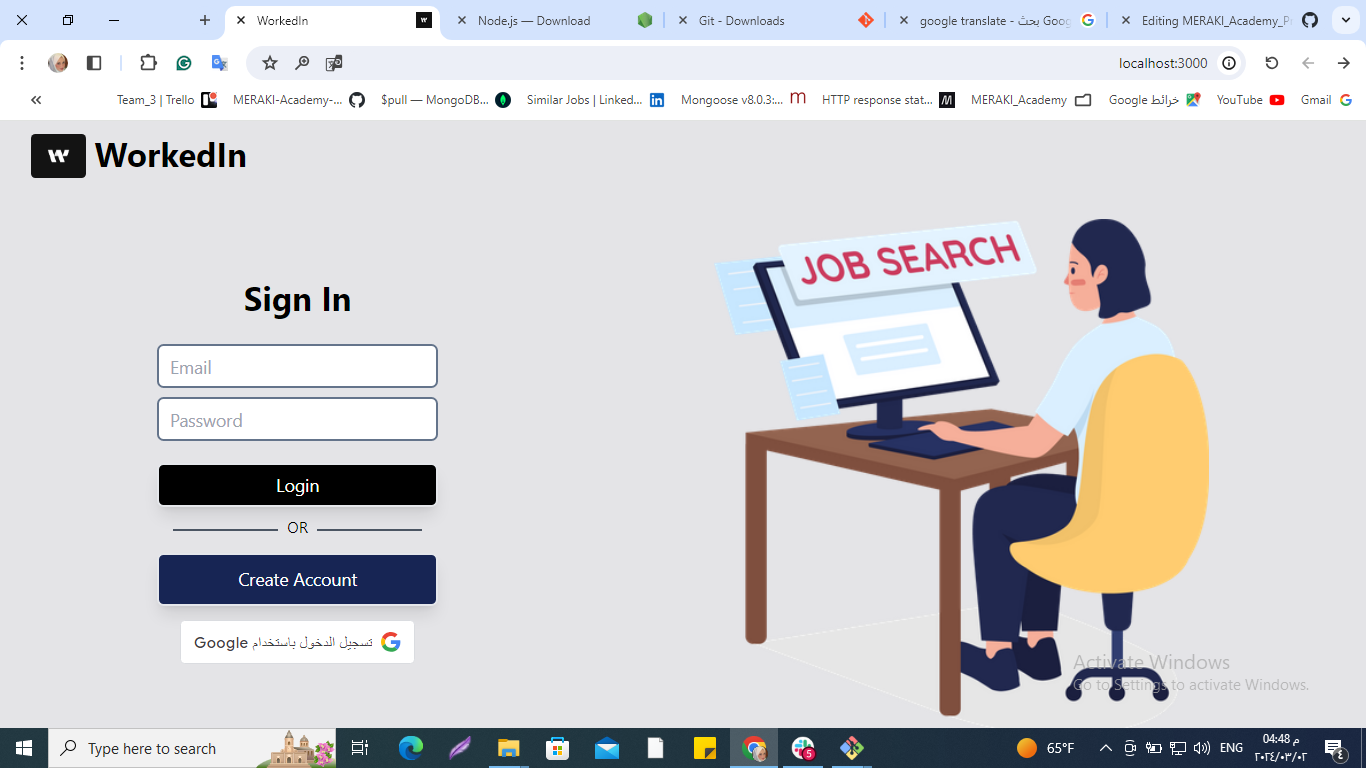 WorkedIn
Node.js — Download
Git - Downloads
google translate - بحث Goog
Editing MERAKI_Academy_P
localhost:3000
Team_3 | Trello
MERAKI-Academy-...
$pull — MongoDB...
Similar Jobs | Linked...
Mongoose v8.0.3:...
HTTP response stat...
MERAKI_Academy
خرائط Google
YouTube
Gmail
W WorkedIn
JOB SEARCH
Sign In
Email
Password
Login
OR
Create Account
تسجيل الدخول باستخدام Google
Activate Windows
Go to Settings to activate Windows.
Type here to search
65°F
ENG
04:48 م
٢٠٢٤/٠٣/٠٢
٤
5